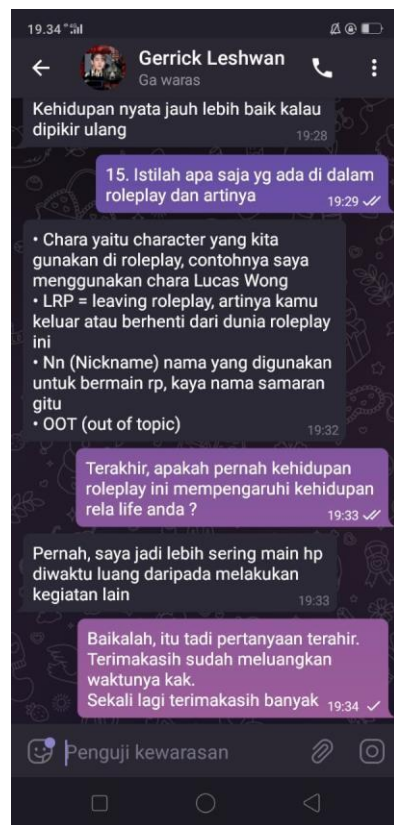 19.34
Gerrick Leshwan
Ga waras
Kehidupan nyata jauh lebih baik kalau
dipikir ulang
19:28
15. Istilah apa saja yg ada di dalam
roleplay dan artinya
19:29
• Chara yaitu character yang kita
gunakan di roleplay, contohnya saya
menggunakan chara Lucas Wong
• LRP = leaving roleplay, artinya kamu
keluar atau berhenti dari dunia roleplay
ini
• Nn (Nickname) nama yang digunakan
untuk bermain rp, kaya nama samaran
gitu
• OOT (out of topic)
19:32
Terakhir, apakah pernah kehidupan
roleplay ini mempengaruhi kehidupan
rela life anda ?
19:33
Pernah, saya jadi lebih sering main hp
diwaktu luang daripada melakukan
kegiatan lain
19:33
Baikalah, itu tadi pertanyaan terahir.
Terimakasih sudah meluangkan
waktunya kak.
Sekali lagi terimakasih banyak
19:34
Penguji kewarasan